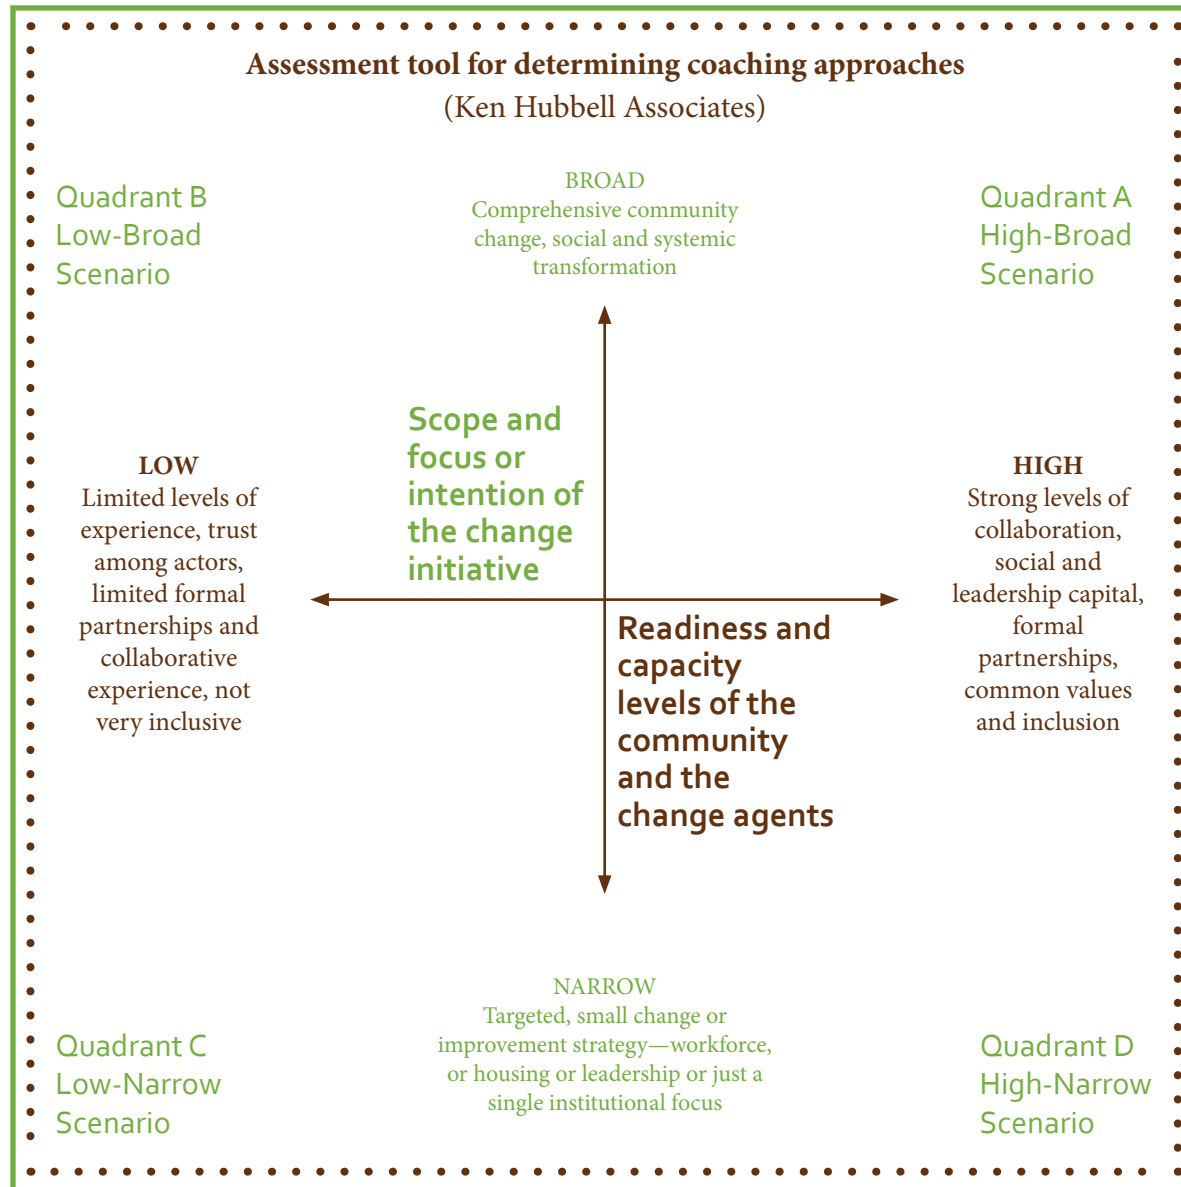 Assessment tool for determining coaching approaches
(Ken Hubbell Associates)
Quadrant B
Low-Broad
Scenario
BROAD
Comprehensive community
change, social and systemic
transformation
Quadrant A
High-Broad
Scenario
Scope and
focus or
intention of
the change
initiative
LOW
Limited levels of
experience, trust
among actors,
limited formal
partnerships and
collaborative
experience, not
very inclusive
HIGH
Strong levels of
collaboration,
social and
leadership capital,
formal
partnerships,
common values
and inclusion
Readiness and
capacity
levels of the
community
and the
change agents
Quadrant C
Low-Narrow
Scenario
NARROW
Targeted, small change or
improvement strategy—workforce,
or housing or leadership or just a
single institutional focus
Quadrant D
High-Narrow
Scenario